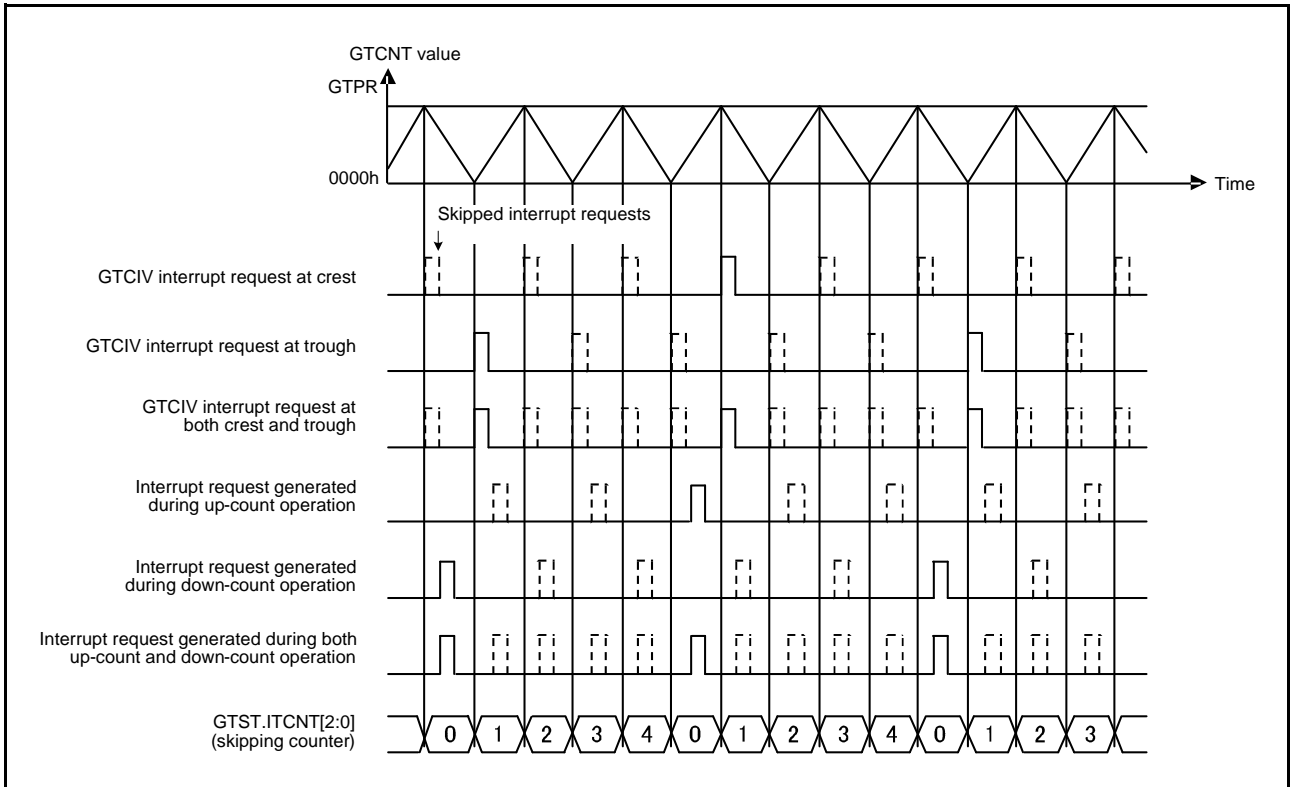 GTCNT value
GTPR
0000h
Time
Skipped interrupt requests
GTCIV interrupt request at crest
GTCIV interrupt request at trough
GTCIV interrupt request at
both crest and trough
Interrupt request generated
during up-count operation
Interrupt request generated
during down-count operation
Interrupt request generated during both
up-count and down-count operation
GTST.ITCNT[2:0]
(skipping counter)
0 1 2 3 4 0 1 2 3 4 0 1 2 3